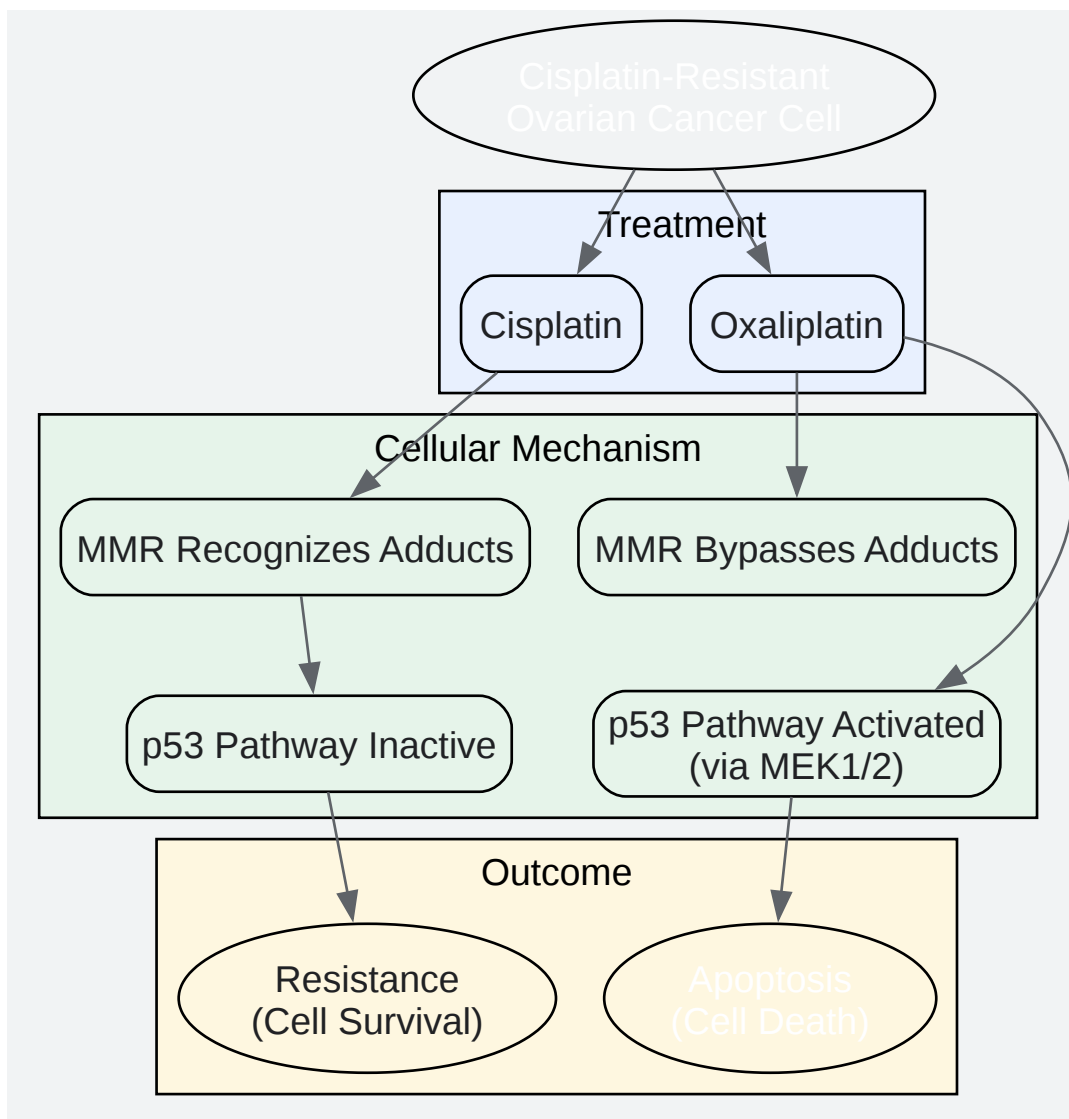 Cisplatin-Resistant
Ovarian Cancer Cell
Treatment
Cisplatin
Oxaliplatin
Cellular Mechanism
MMR Recognizes Adducts
MMR Bypasses Adducts
p53 Pathway Inactive
p53 Pathway Activated
(via MEK1/2)
Outcome
Resistance
(Cell Survival)
Apoptosis
(Cell Death)